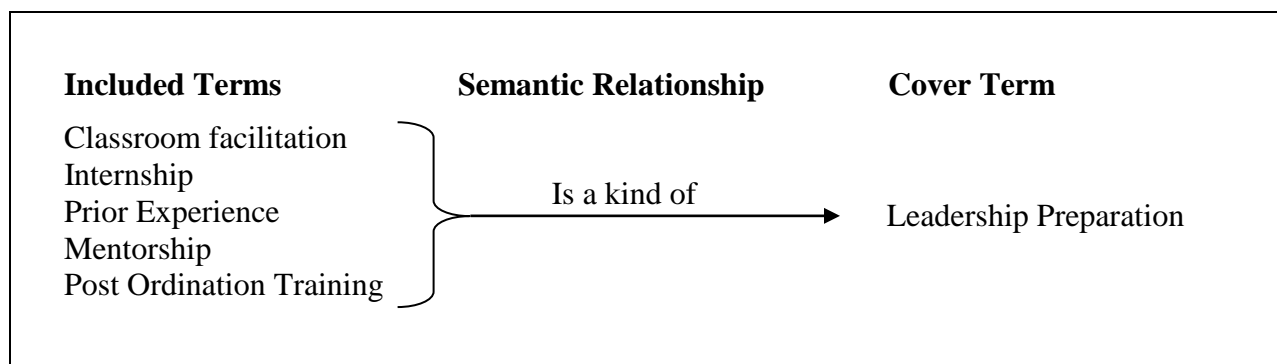 Included Terms Semantic Relationship Cover Term
Classroom facilitation
Internship
Is a kind of
Prior Experience
Leadership Preparation
Mentorship
Post Ordination Training